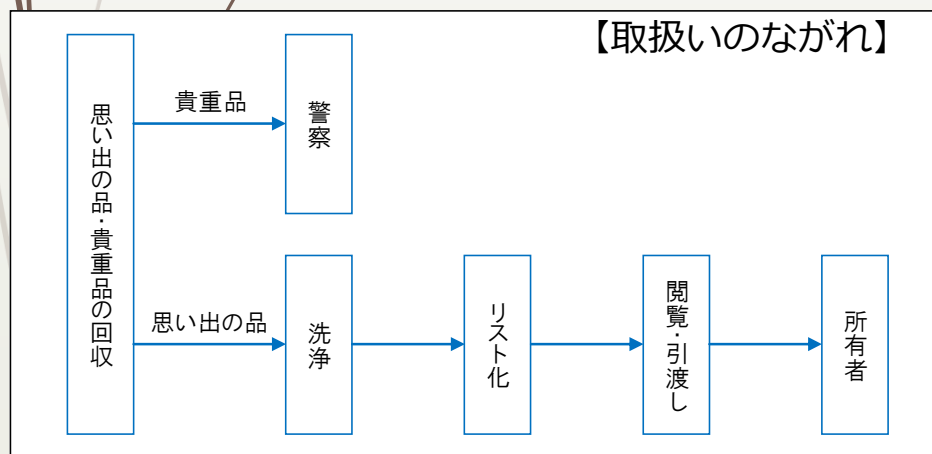 【取扱いのながれ】
思い出の品・貴重品の回収
貴重品
警察
思い出の品
洗浄
リスト化
閲覧・引渡し
所有者